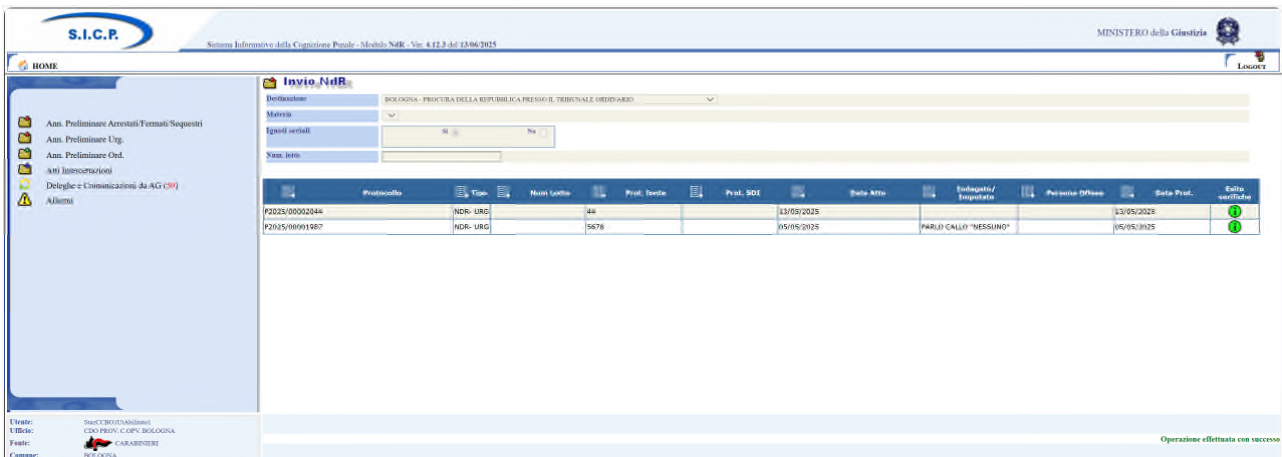 S.I.C.P.
Sistema Informativo della Cognizione Penale - Modulo NdR - Ver. 4.12.3 del 13/06/2025
MINISTERO della Giustizia
HOME
LOGOUT
Invio NdR
Destinazione BOLOGNA - PROCURA DELLA REPUBBLICA PRESSO IL TRIBUNALE ORDINARIO
Materia
Ignoti seriali Si No
Num. lotto
Ann. Preliminare Arrestati/Fermati/Sequestri
Ann. Preliminare Urg.
Ann. Preliminare Ord.
Atti Intercettazioni
Deleghe e Comunicazioni da AG (50)
Allarmi
Protocollo Tipo Num Lotto Prot. fonte Prot. SDI Data Atto Indagato/Imputato Persona Offesa Data Prot. Esito verifiche
P2025/00002044 NDR- URG 44 13/05/2025 13/05/2025
P2025/00001987 NDR- URG 5678 05/05/2025 PARLO CALLO "NESSUNO" 05/05/2025
Utente:
Ufficio: CDO PROV. C.OPV. BOLOGNA
Fonte: CARABINIERI
Comune: BOLOGNA
Operazione effettuata con successo